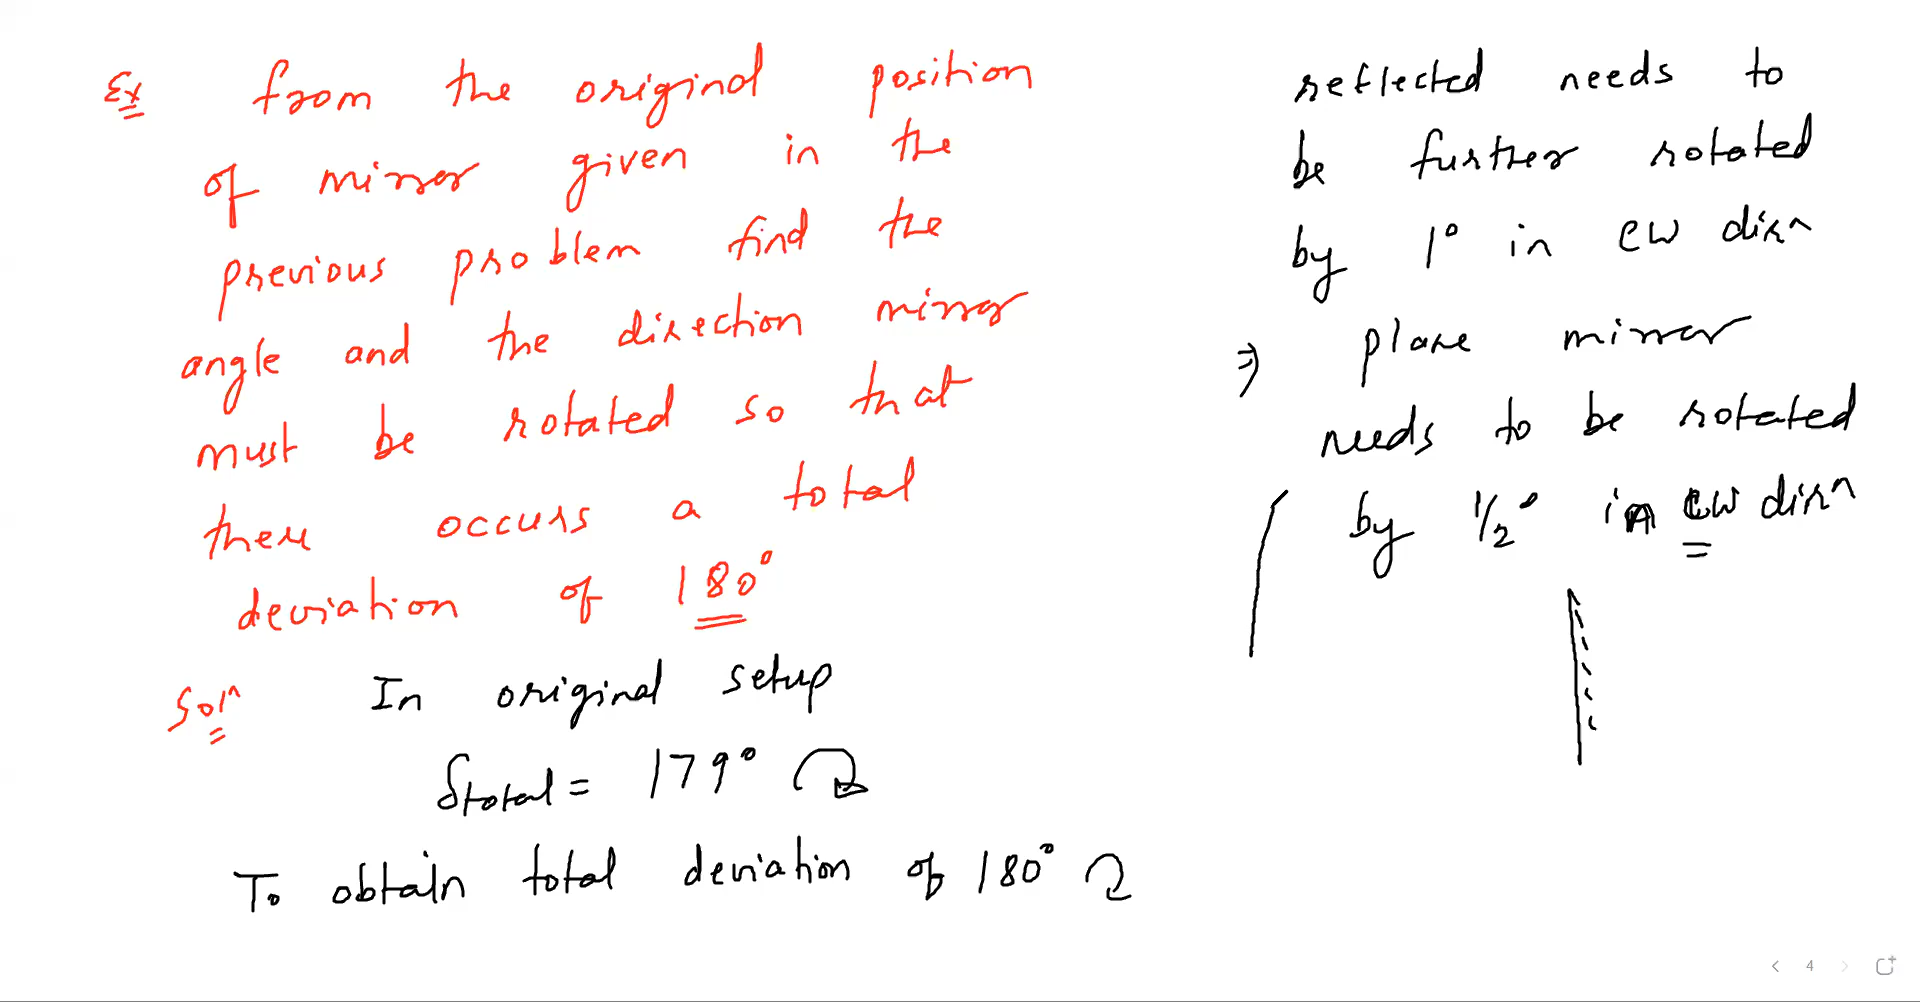 Ex from the original position
of mirror given in the
previous problem find the
angle and the direction mirror
must be rotated so that
there occurs a total
deviation of 180°
Solⁿ In original setup
δtotal = 179°
To obtain total deviation of 180°
reflected needs to
be further rotated
by 1° in CW dirⁿ
⇒ plane mirror
needs to be rotated
by 1/2° in CW dirⁿ
4